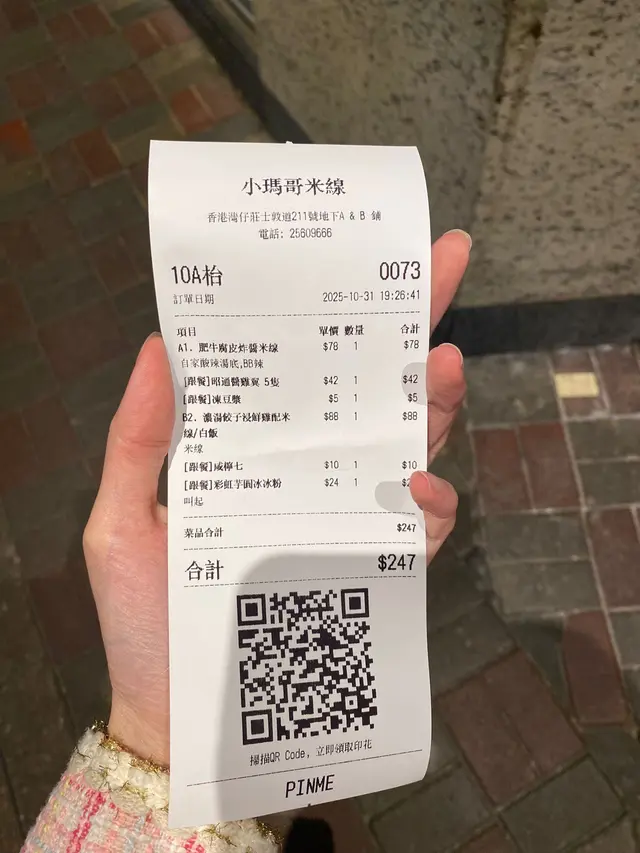 小瑪哥米線
香港灣仔莊士敦道211號地下A & B 鋪
電話: 25609666
10A枱 0073
訂單日期 2025-10-31 19:26:41
項目 單價 數量 合計
A1. 肥牛腐皮炸醬米線 $78 1 $78
自家酸辣湯底,BB辣
[跟餐]昭通醬雞翼 5隻 $42 1 $42
[跟餐]凍豆漿 $5 1 $5
B2. 濃湯餃子浸鮮雞配米 $88 1 $88
線/白飯
米線
[跟餐]咸檸七 $10 1 $10
[跟餐]彩虹芋圓冰冰粉 $24 1
叫起
菜品合計 $247
合計 $247
掃描QR Code, 立即領取印花
PINME